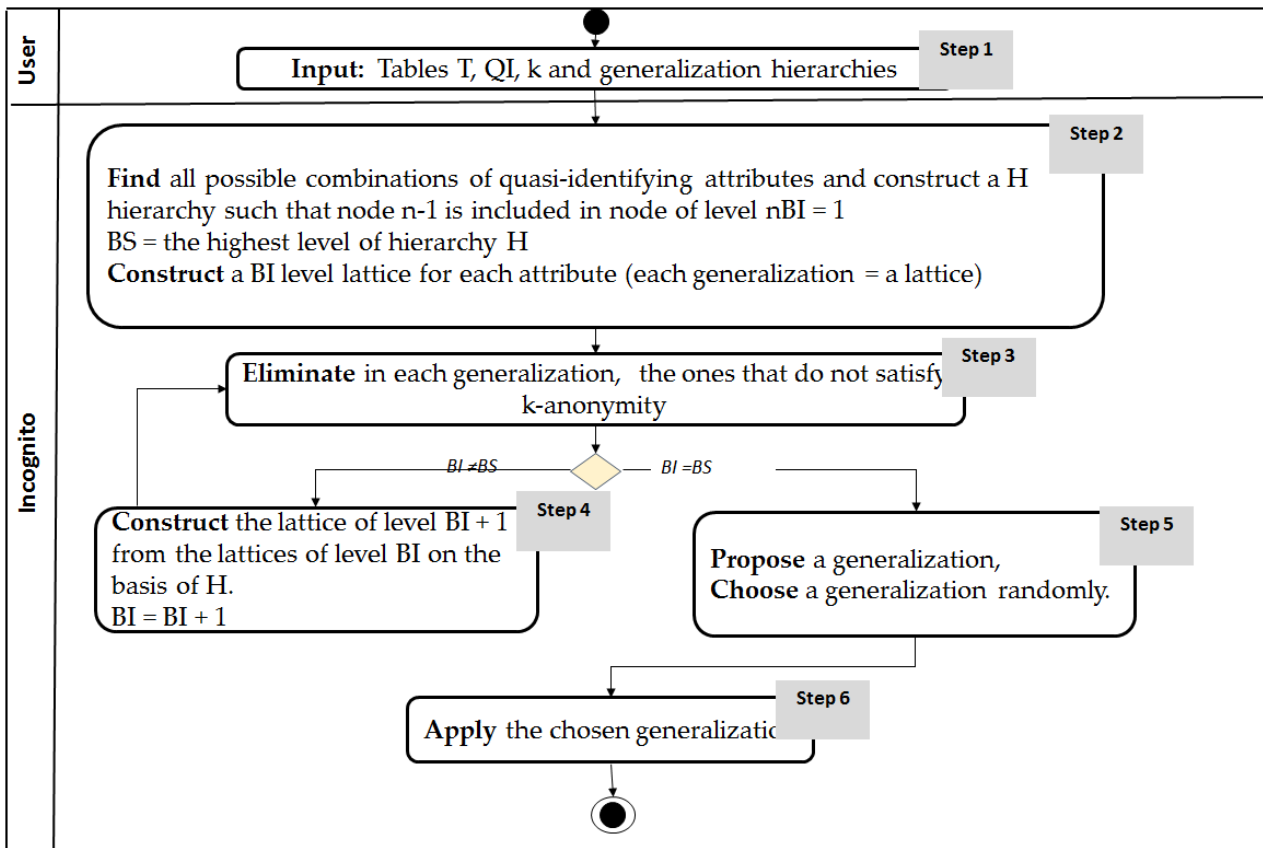 User
Step 1
Input: Tables T, QI, k and generalization hierarchies
Incognito
Step 2
Find all possible combinations of quasi-identifying attributes and construct a H
hierarchy such that node n-1 is included in node of level nBI = 1
BS = the highest level of hierarchy H
Construct a BI level lattice for each attribute (each generalization = a lattice)
Step 3
Eliminate in each generalization, the ones that do not satisfy
k-anonymity
BI ≠BS
BI =BS
Step 4
Construct the lattice of level BI + 1
from the lattices of level BI on the
basis of H.
BI = BI + 1
Step 5
Propose a generalization,
Choose a generalization randomly.
Step 6
Apply the chosen generalizatio